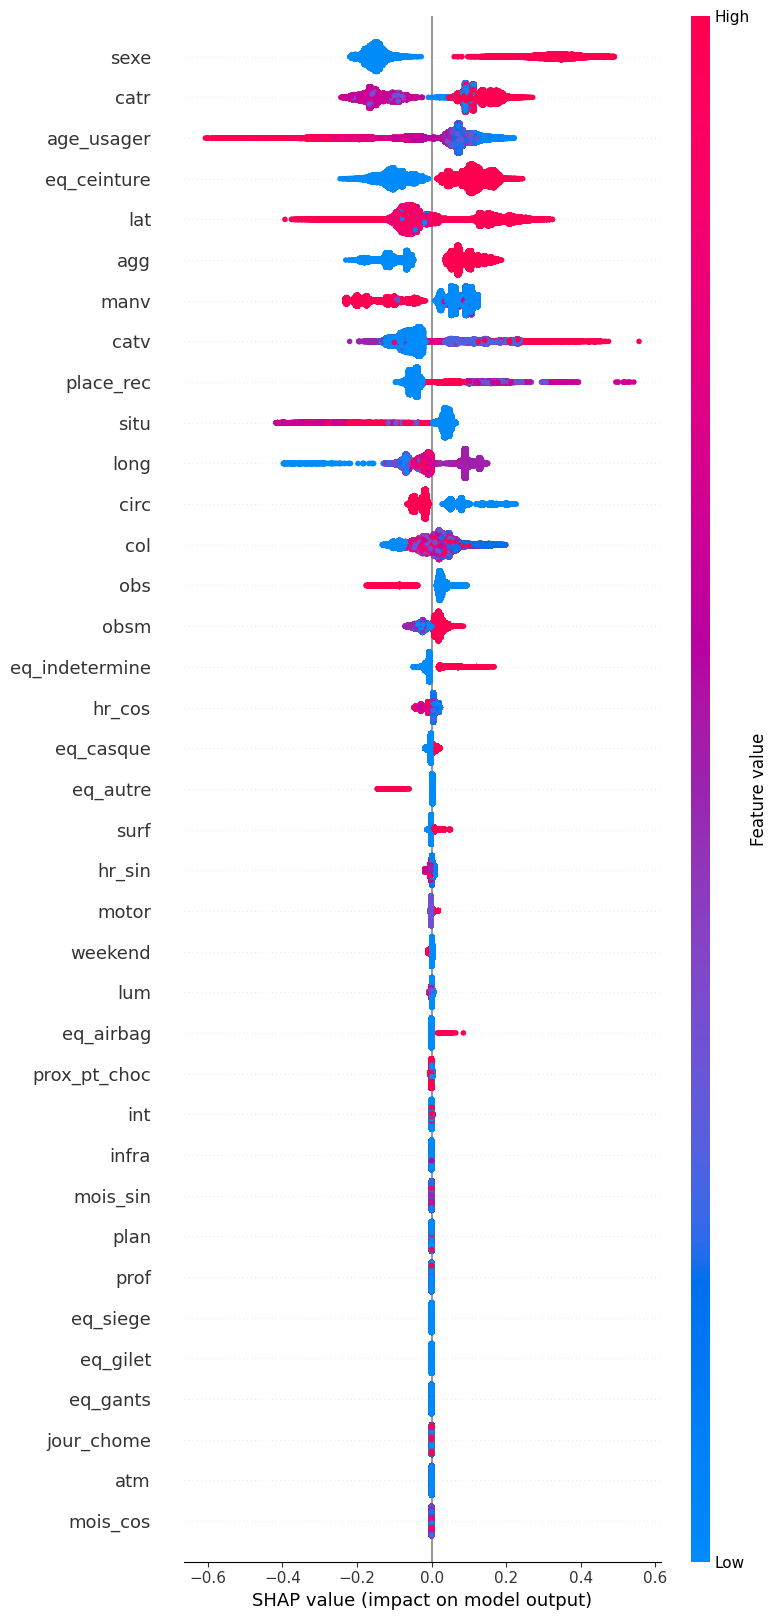 High
sexe
catr
age_usager
eq_ceinture
lat
agg
manv
catv
place_rec
situ
long
circ
col
obs
obsm
eq_indetermine
hr_cos
eq_casque
eq_autre
surf
hr_sin
motor
weekend
lum
eq_airbag
prox_pt_choc
int
infra
mois_sin
plan
prof
eq_siege
eq_gilet
eq_gants
jour_chome
atm
mois_cos
Feature value
Low
−0.6 −0.4 −0.2 0.0 0.2 0.4 0.6
SHAP value (impact on model output)